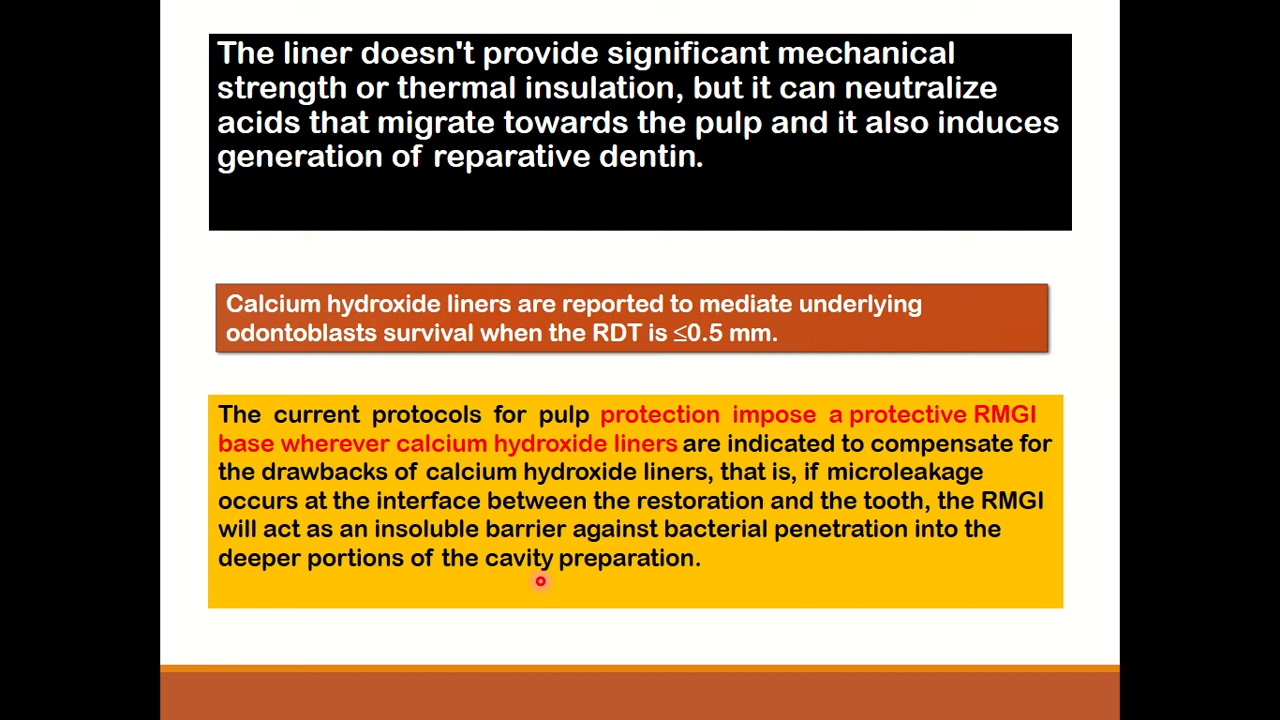 The liner doesn't provide significant mechanical
strength or thermal insulation, but it can neutralize
acids that migrate towards the pulp and it also induces
generation of reparative dentin.
Calcium hydroxide liners are reported to mediate underlying
odontoblasts survival when the RDT is ≤0.5 mm.
The current protocols for pulp protection impose a protective RMGI
base wherever calcium hydroxide liners are indicated to compensate for
the drawbacks of calcium hydroxide liners, that is, if microleakage
occurs at the interface between the restoration and the tooth, the RMGI
will act as an insoluble barrier against bacterial penetration into the
deeper portions of the cavity preparation.